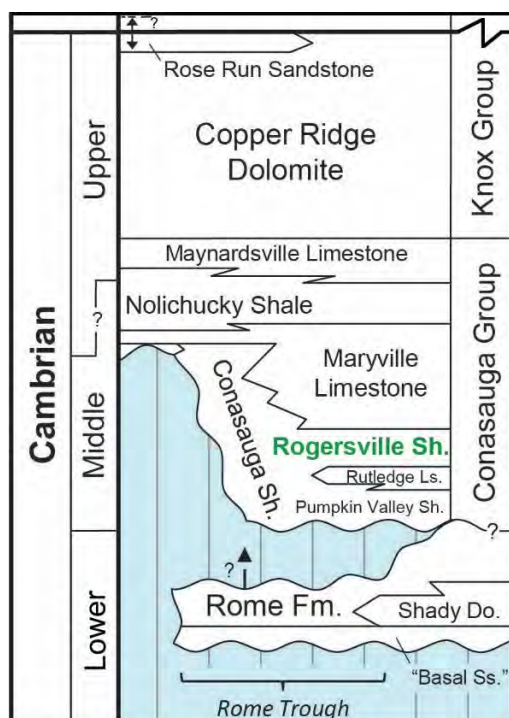 ?
Rose Run Sandstone
Copper Ridge
Dolomite
Knox Group
Cambrian
Upper
Maynardsville Limestone
Nolichucky Shale
?
Maryville
Limestone
Conasauga Group
Conasauga Sh.
Middle
Rogersville Sh.
Rutledge Ls.
Pumpkin Valley Sh.
?
?
Lower
Rome Fm.
Shady Do.
"Basal Ss."
Rome Trough